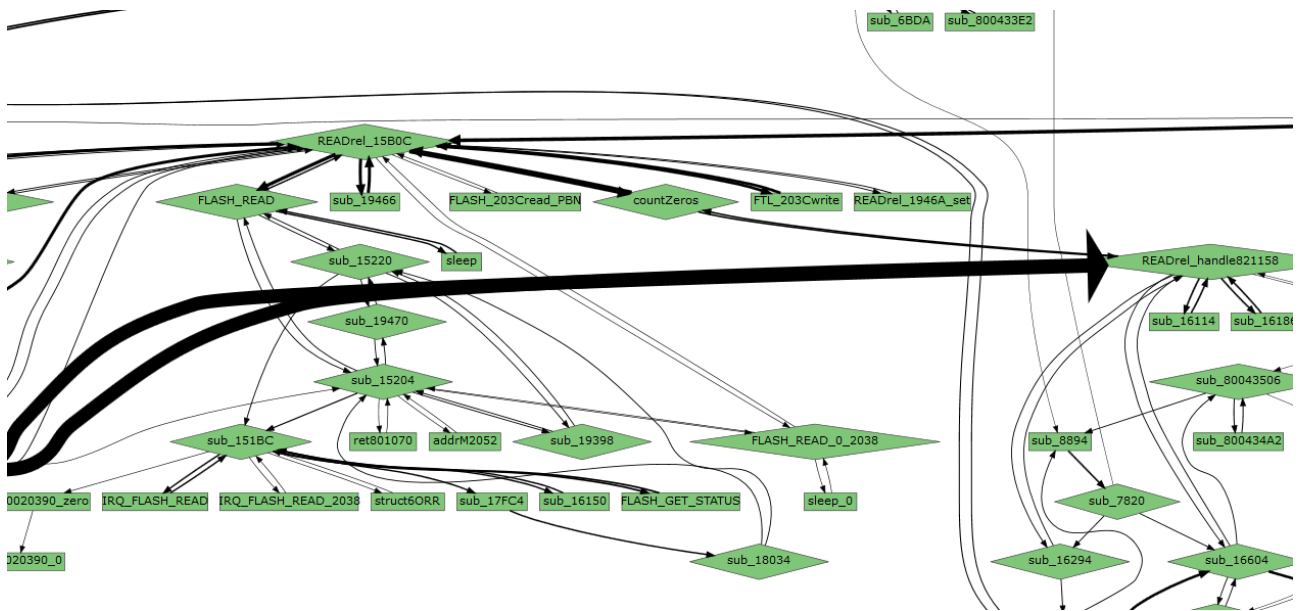 sub_6BDA
sub_800433E2
READrel_15B0C
FLASH_READ
sub_19466
FLASH_203Cread_PBN
countZeros
FTL_203Cwrite
READrel_1946A_set
sub_15220
sleep
READrel_handle821158
sub_19470
sub_16114
sub_16186
sub_15204
sub_80043506
sub_151BC
ret801070
addrM2052
sub_19398
FLASH_READ_0_2038
sub_8894
sub_800434A2
0020390_zero
IRQ_FLASH_READ
IRQ_FLASH_READ_2038
struct6ORR
sub_17FC4
sub_16150
FLASH_GET_STATUS
sleep_0
sub_7820
020390_0
sub_18034
sub_16294
sub_16604